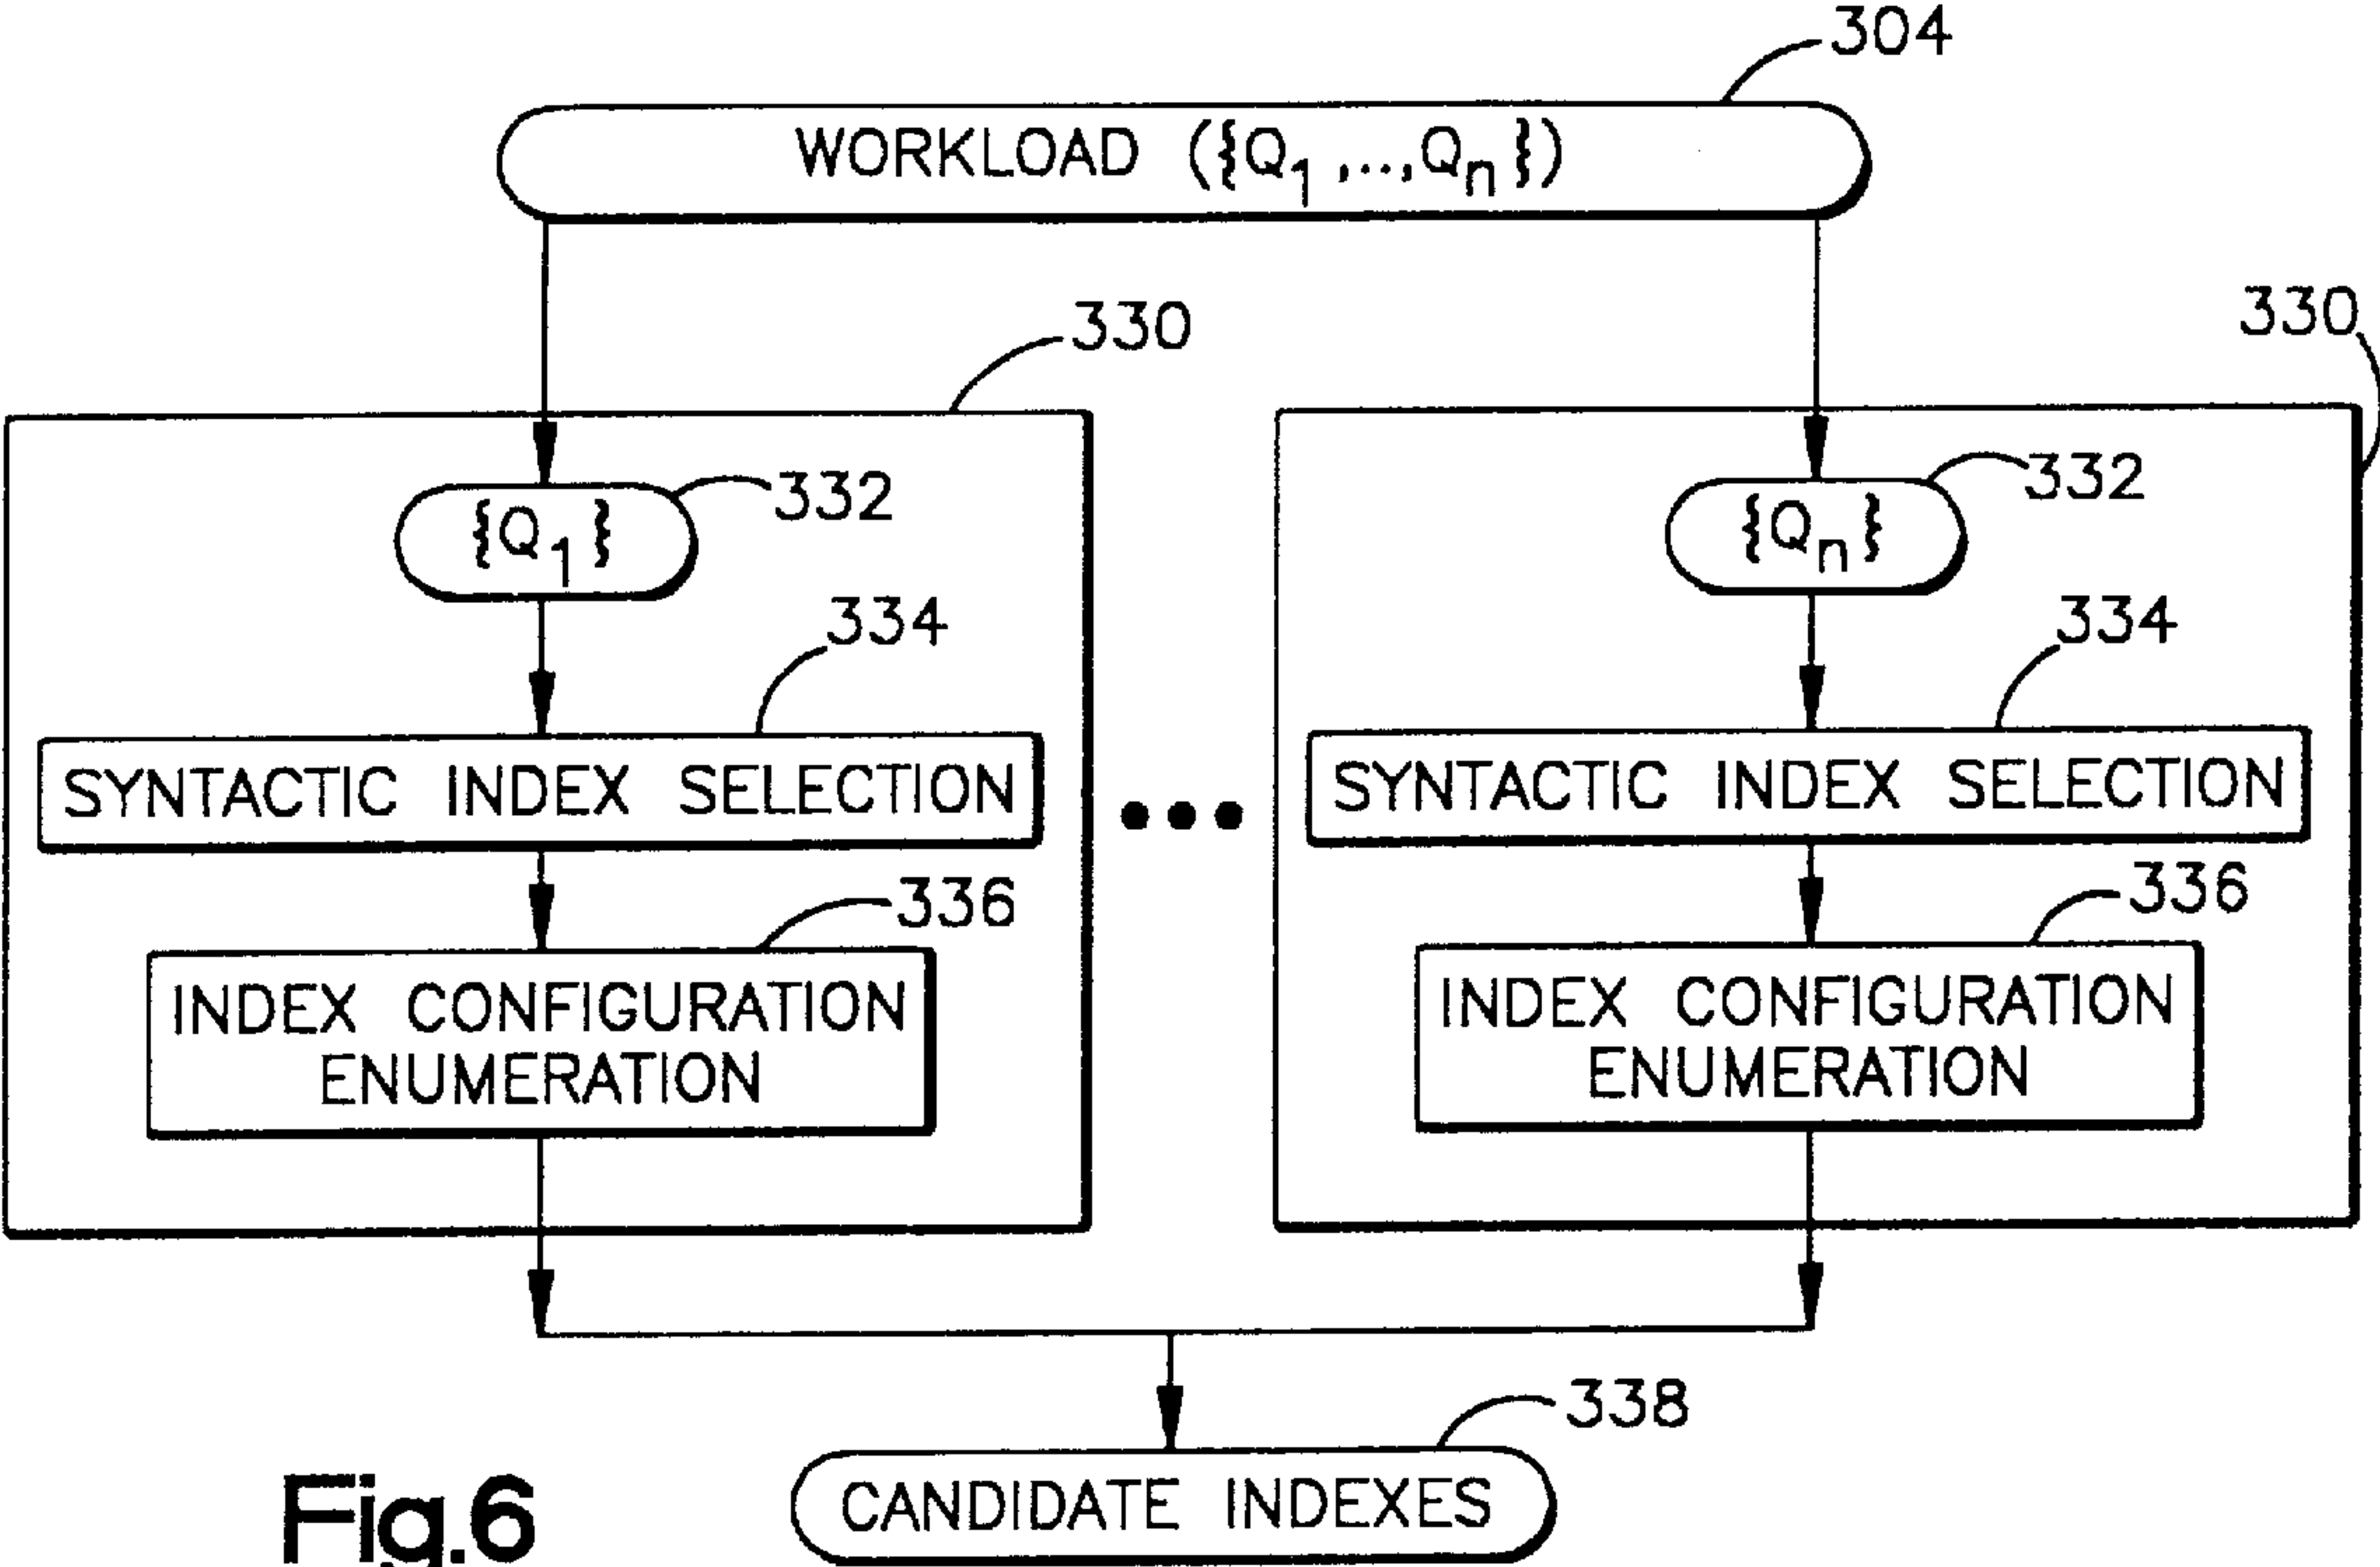 304
WORKLOAD ({Q1,...,Qn})
330
330
{Q1}
332
{Qn}
332
334
334
SYNTACTIC INDEX SELECTION
SYNTACTIC INDEX SELECTION
336
336
INDEX CONFIGURATION
ENUMERATION
INDEX CONFIGURATION
ENUMERATION
338
CANDIDATE INDEXES
Fig.6